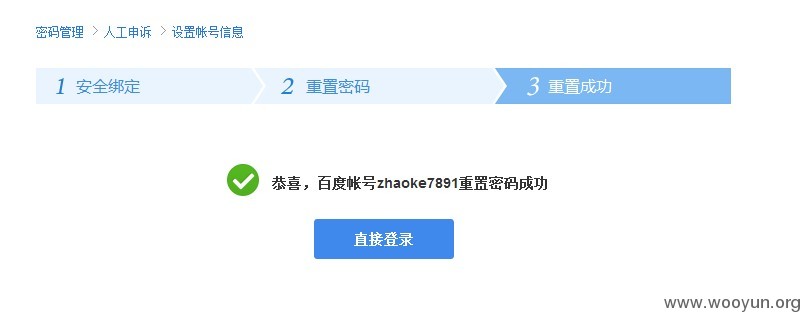 密码管理 > 人工申诉 > 设置帐号信息
1 安全绑定 2 重置密码 3 重置成功
恭喜，百度帐号zhaoke7891重置密码成功
直接登录
www.wooyun.org